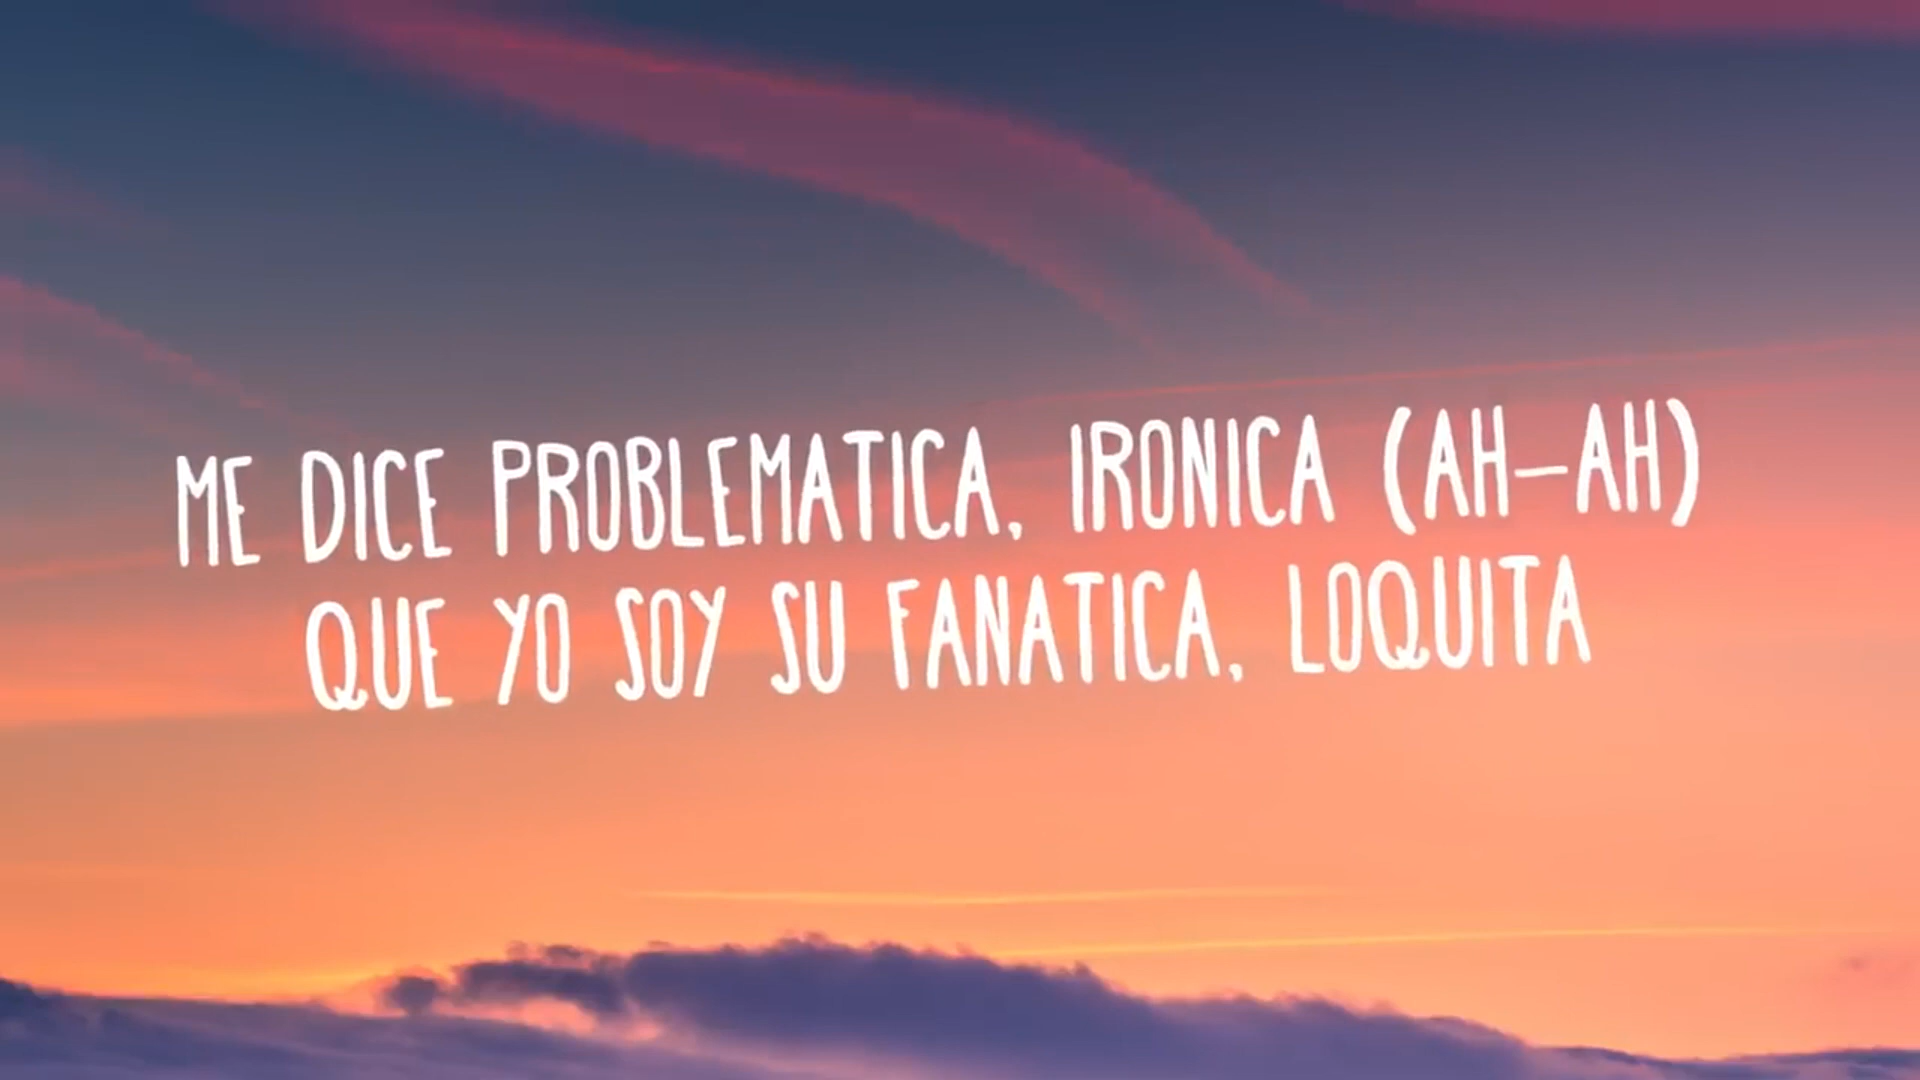 ME DICE PROBLEMATICA, IRONICA (AH-AH)
QUE YO SOY SU FANATICA, LOQUITA